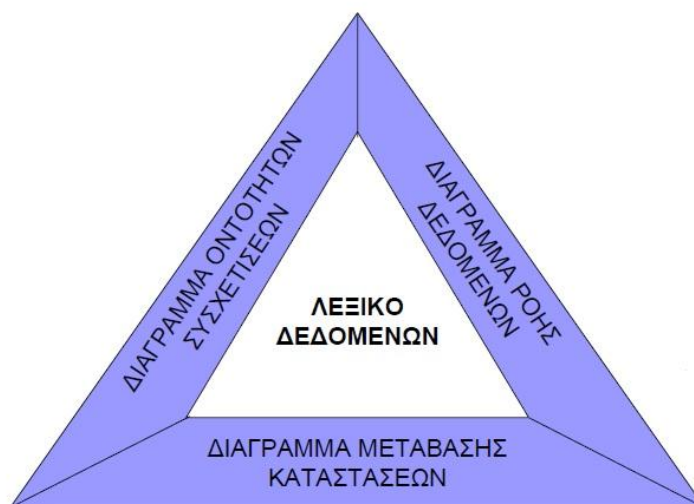 ΔΙΑΓΡΑΜΜΑ ΟΝΤΟΤΗΤΩΝ
ΣΥΣΧΕΤΙΣΕΩΝ
ΔΙΑΓΡΑΜΜΑ ΡΟΗΣ
ΔΕΔΟΜΕΝΩΝ
ΛΕΞΙΚΟ
ΔΕΔΟΜΕΝΩΝ
ΔΙΑΓΡΑΜΜΑ ΜΕΤΑΒΑΣΗΣ
ΚΑΤΑΣΤΑΣΕΩΝ